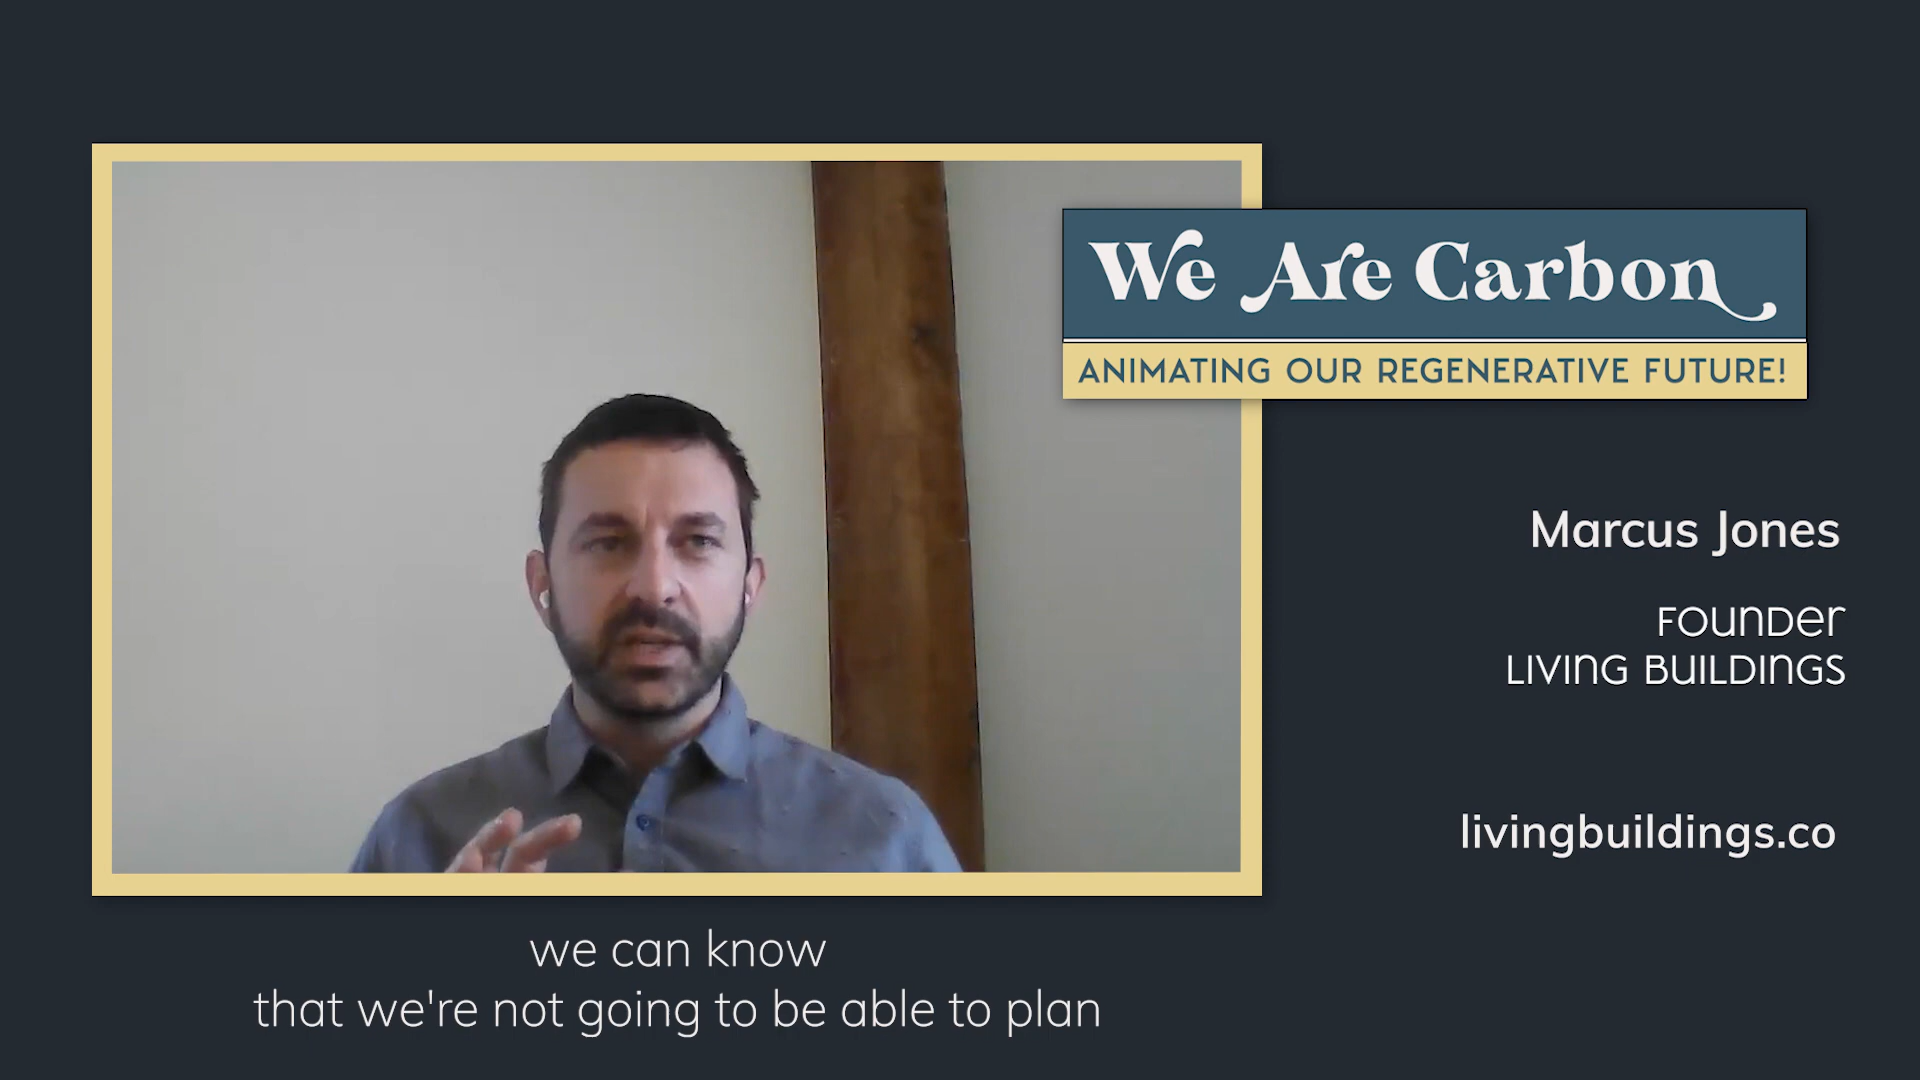 We Are Carbon
ANIMATING OUR REGENERATIVE FUTURE!
Marcus Jones
FOUNDER
LIVING BUILDINGS
livingbuildings.co
we can know
that we're not going to be able to plan